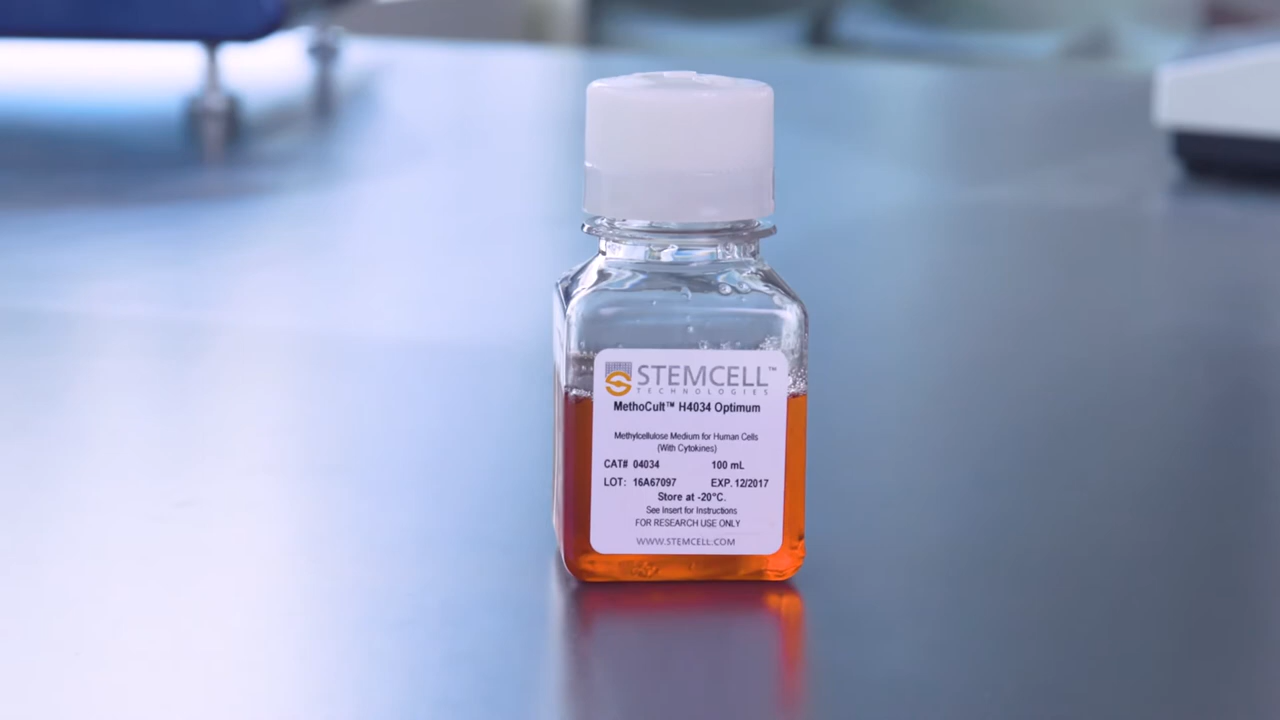 STEMCELL™
TECHNOLOGIES
MethoCult™ H4034 Optimum
Methylcellulose Medium for Human Cells
(With Cytokines)
CAT# 04034 100 mL
LOT: 16A67097 EXP. 12/2017
Store at -20°C.
See Insert for Instructions
FOR RESEARCH USE ONLY
WWW.STEMCELL.COM